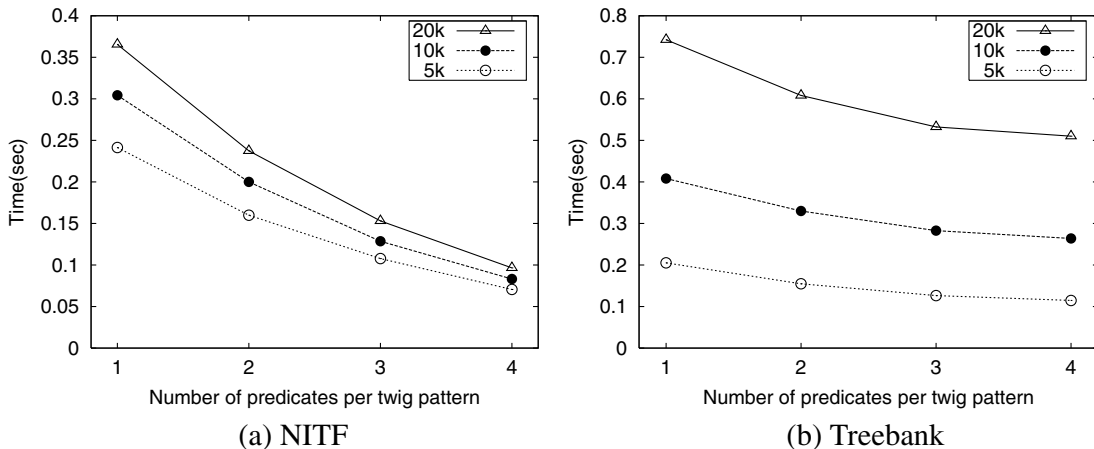 0.4
0.35
0.3
0.25
0.2
0.15
0.1
0.05
0
Time(sec)
20k
10k
5k
1 2 3 4
Number of predicates per twig pattern
(a) NITF
0.8
0.7
0.6
0.5
0.4
0.3
0.2
0.1
0
Time(sec)
20k
10k
5k
1 2 3 4
Number of predicates per twig pattern
(b) Treebank